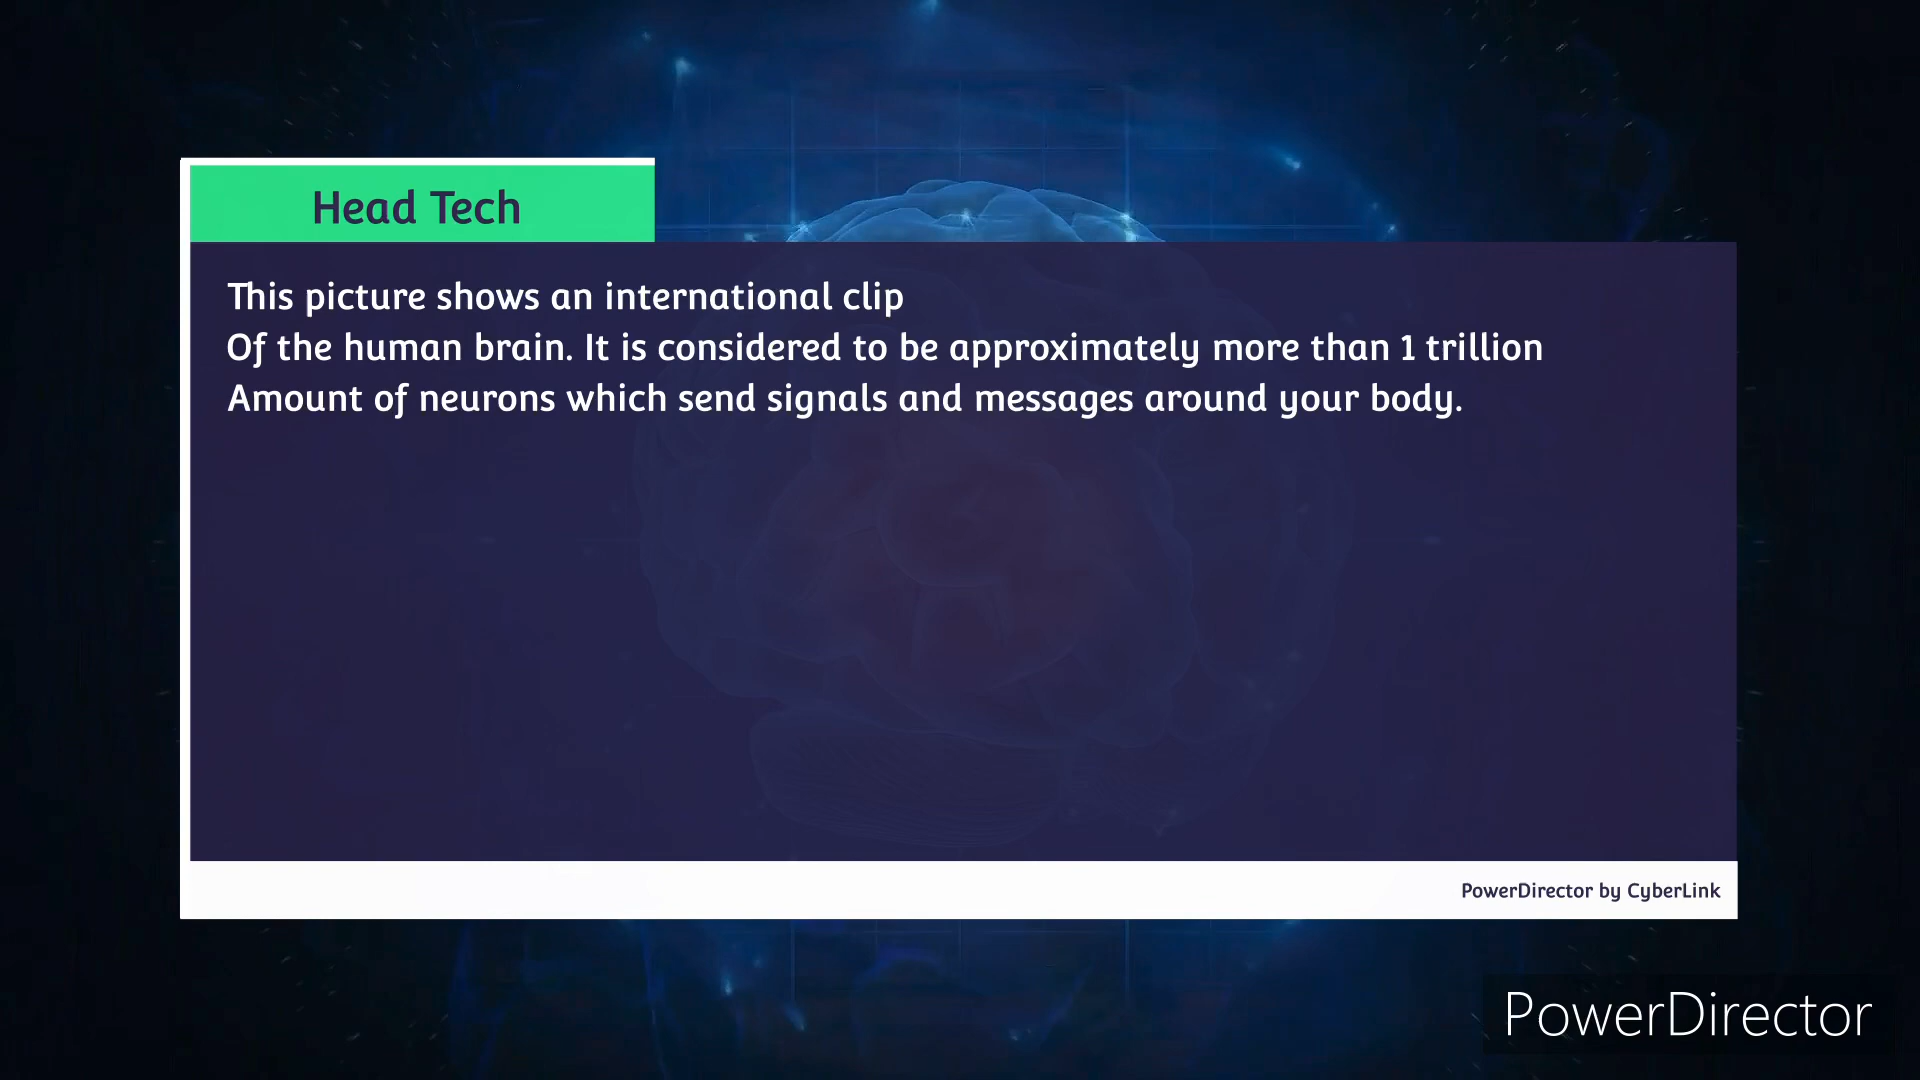 Head Tech
This picture shows an international clip
Of the human brain. It is considered to be approximately more than 1 trillion
Amount of neurons which send signals and messages around your body.
PowerDirector by CyberLink
PowerDirector